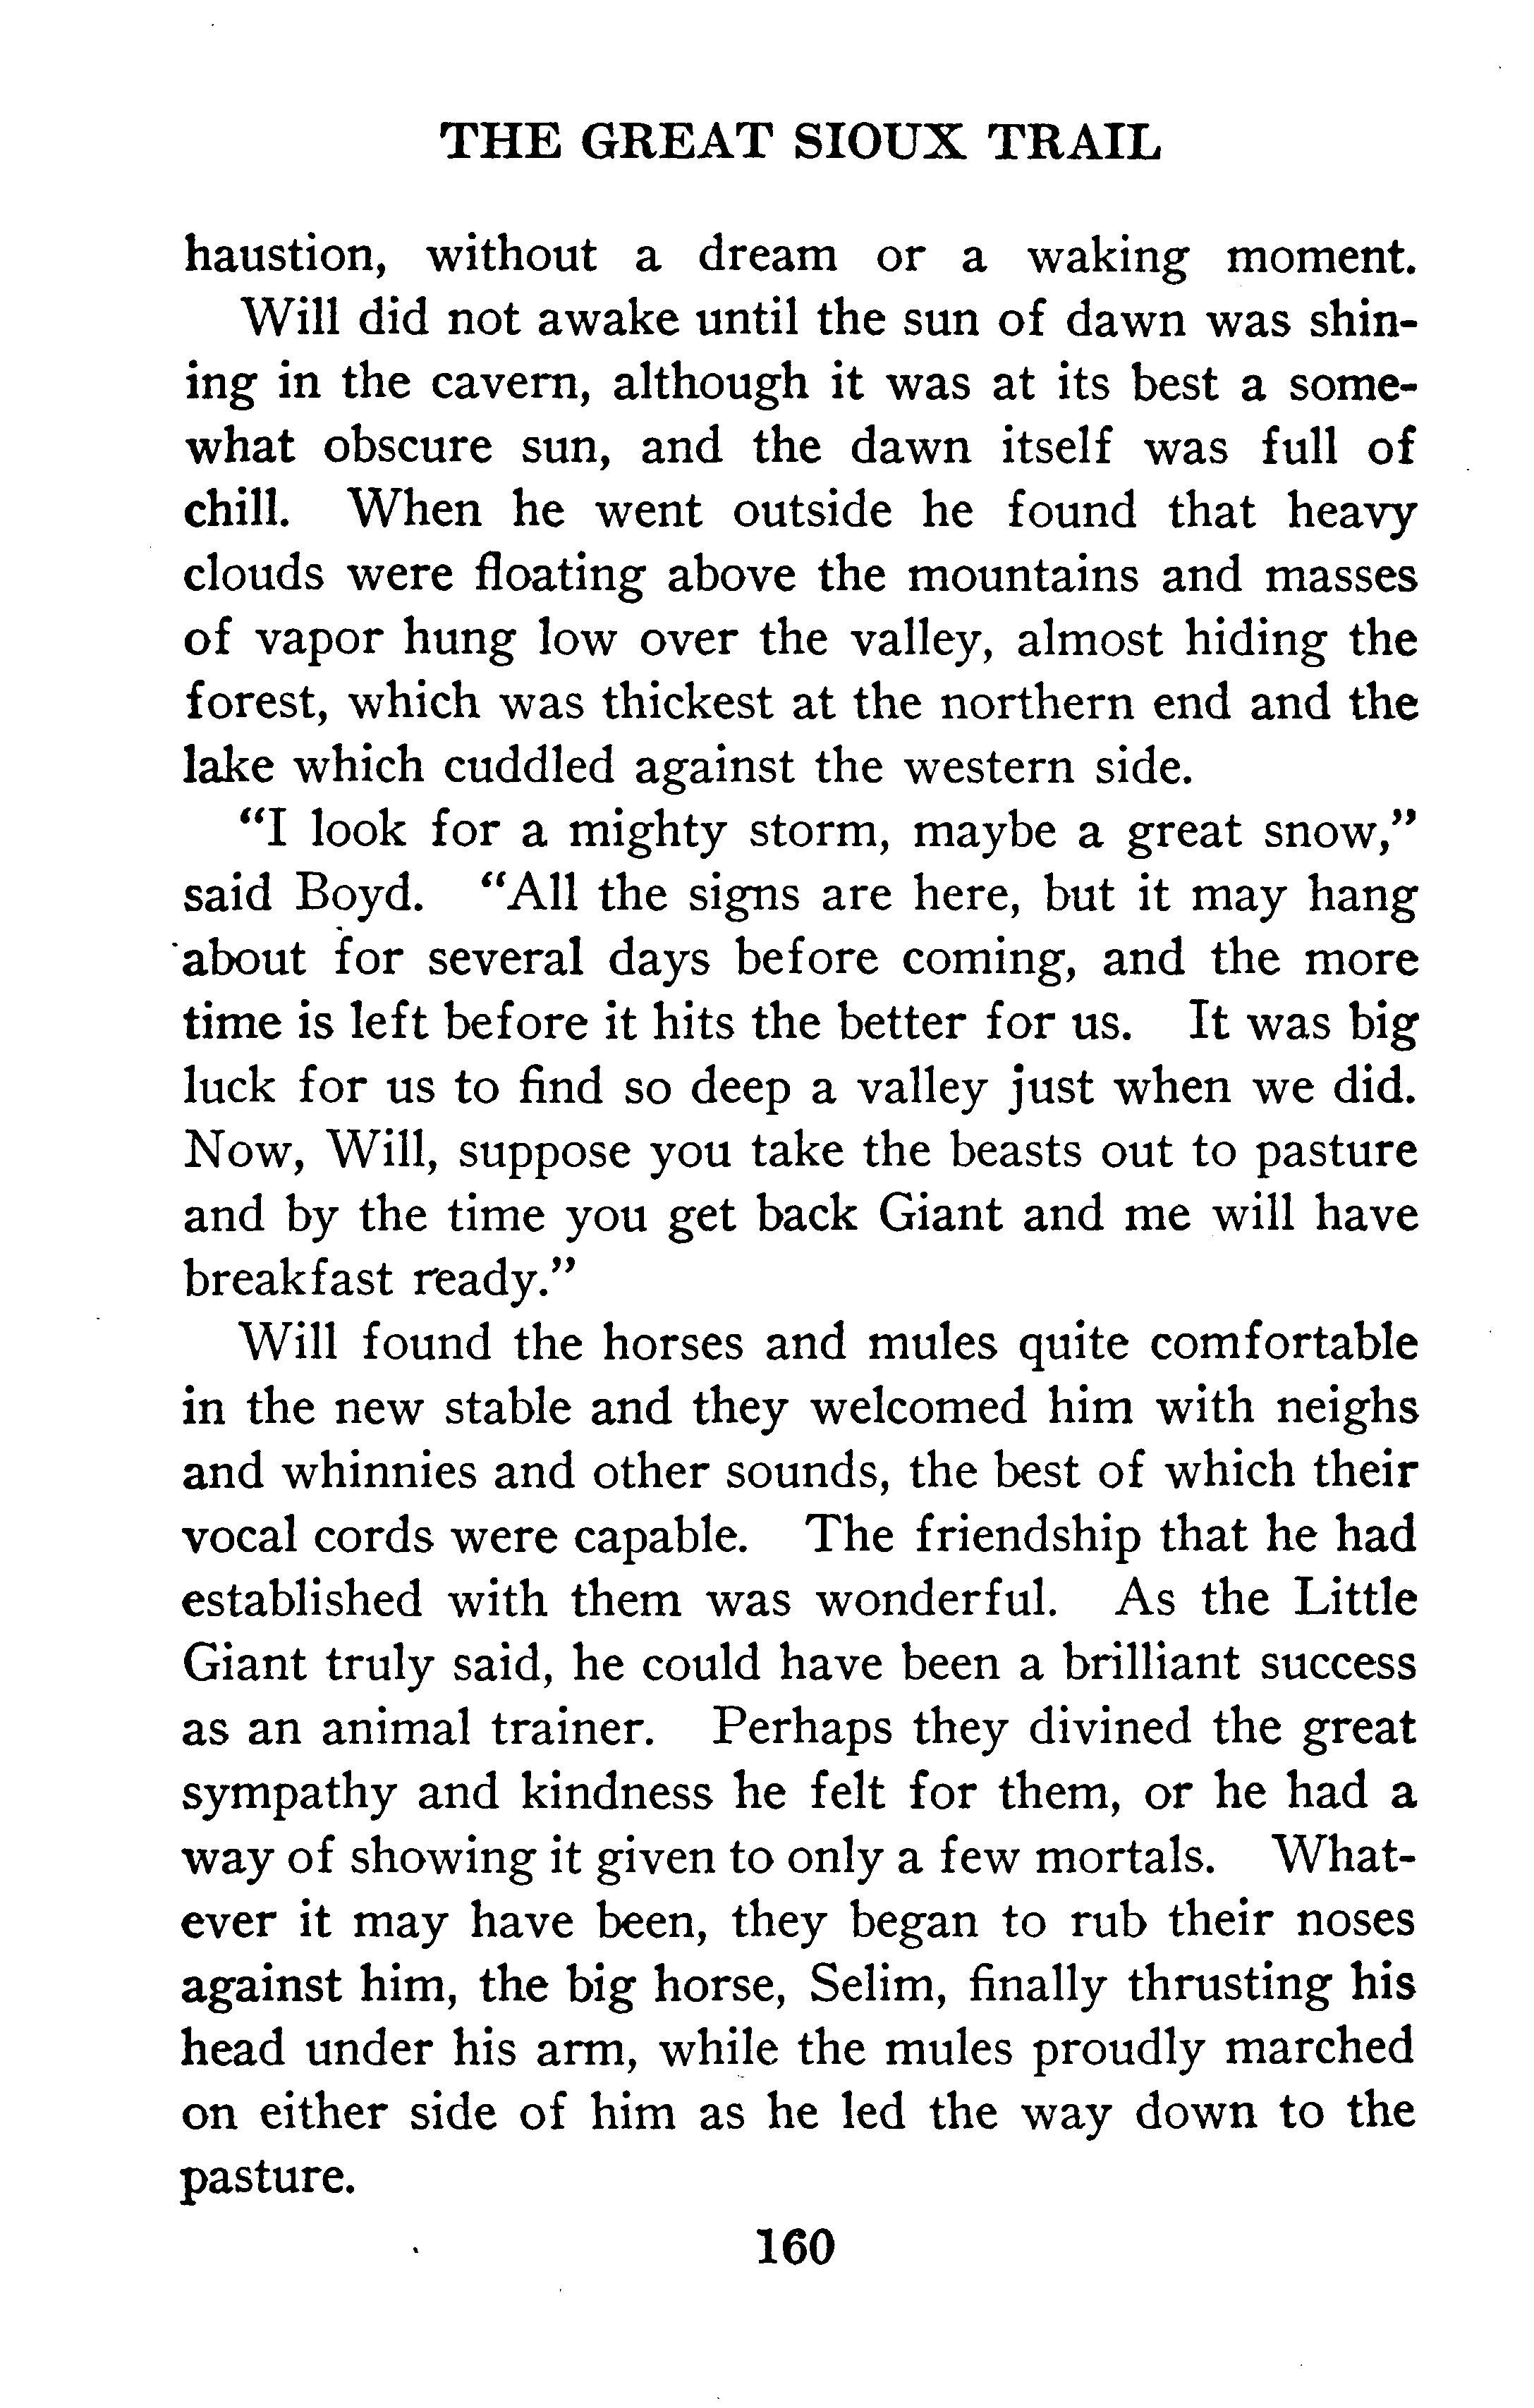 THE GREAT SIOUX TRAIL
haustion, without a dream or a waking moment.
Will did not awake until the sun of dawn was shin-
ing in the cavern, although it was at its best a some-
what obscure sun, and the dawn itself was full of
chill. When he went outside he found that heavy
clouds were floating above the mountains and masses
of vapor hung low over the valley, almost hiding the
forest, which was thickest at the northern end and the
lake which cuddled against the western side.
"I look for a mighty storm, maybe a great snow,"
said Boyd. "All the signs are here, but it may hang
about for several days before coming, and the more
time is left before it hits the better for us. It was big
luck for us to find so deep a valley just when we did.
Now, Will, suppose you take the beasts out to pasture
and by the time you get back Giant and me will have
breakfast ready."
Will found the horses and mules quite comfortable
in the new stable and they welcomed him with neighs
and whinnies and other sounds, the best of which their
vocal cords were capable. The friendship that he had
established with them was wonderful. As the Little
Giant truly said, he could have been a brilliant success
as an animal trainer. Perhaps they divined the great
sympathy and kindness he felt for them, or he had a
way of showing it given to only a few mortals. What-
ever it may have been, they began to rub their noses
against him, the big horse, Selim, finally thrusting his
head under his arm, while the mules proudly marched
on either side of him as he led the way down to the
pasture.
160